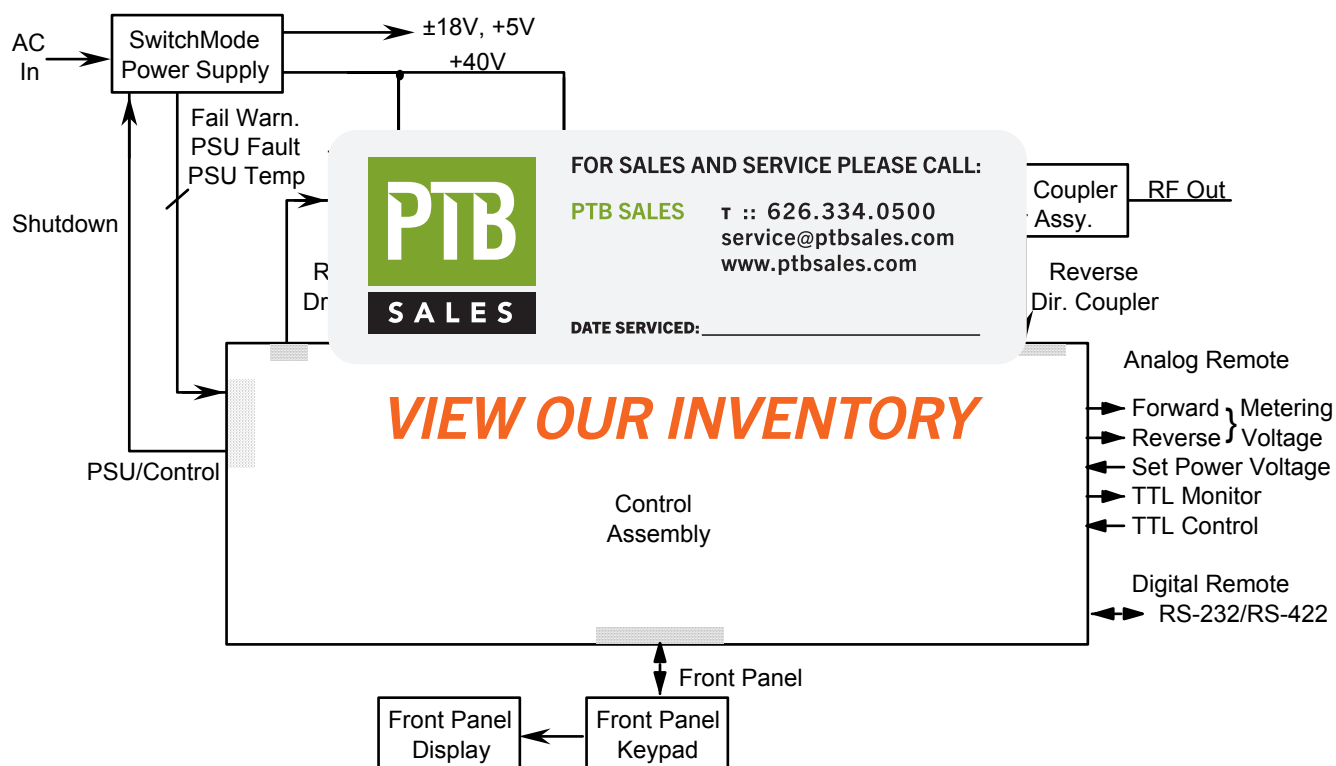 AC
In
SwitchMode
Power Supply
±18V, +5V
+40V
Fail Warn.
PSU Fault
PSU Temp
Shutdown
PTB
SALES
FOR SALES AND SERVICE PLEASE CALL:
PTB SALES
T :: 626.334.0500
service@ptbsales.com
www.ptbsales.com
DATE SERVICED:
Coupler
Assy.
RF Out
Reverse
Dir. Coupler
VIEW OUR INVENTORY
PSU/Control
Control
Assembly
Analog Remote
Forward } Metering
Reverse } Voltage
Set Power Voltage
TTL Monitor
TTL Control
Digital Remote
RS-232/RS-422
Front Panel
Front Panel
Display
Front Panel
Keypad